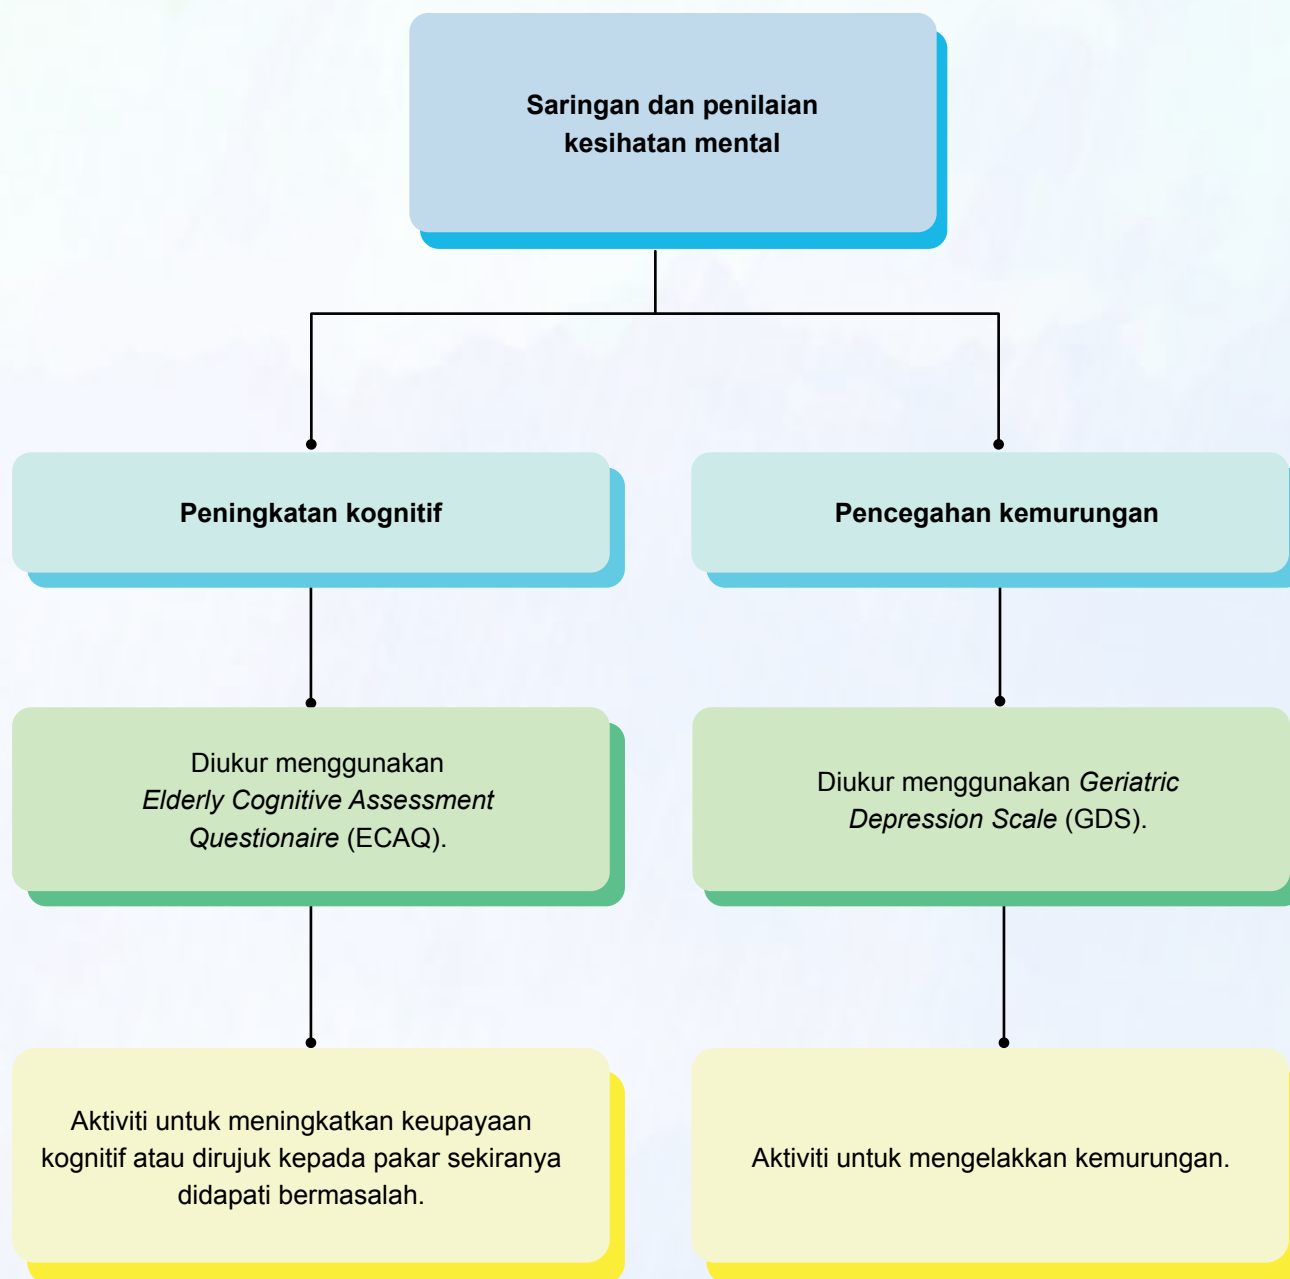 Saringan dan penilaian
kesihatan mental
Peningkatan kognitif
Pencegahan kemurungan
Diukur menggunakan
Elderly Cognitive Assessment
Questionaire (ECAQ).
Diukur menggunakan Geriatric
Depression Scale (GDS).
Aktiviti untuk meningkatkan keupayaan
kognitif atau dirujuk kepada pakar sekiranya
didapati bermasalah.
Aktiviti untuk mengelakkan kemurungan.